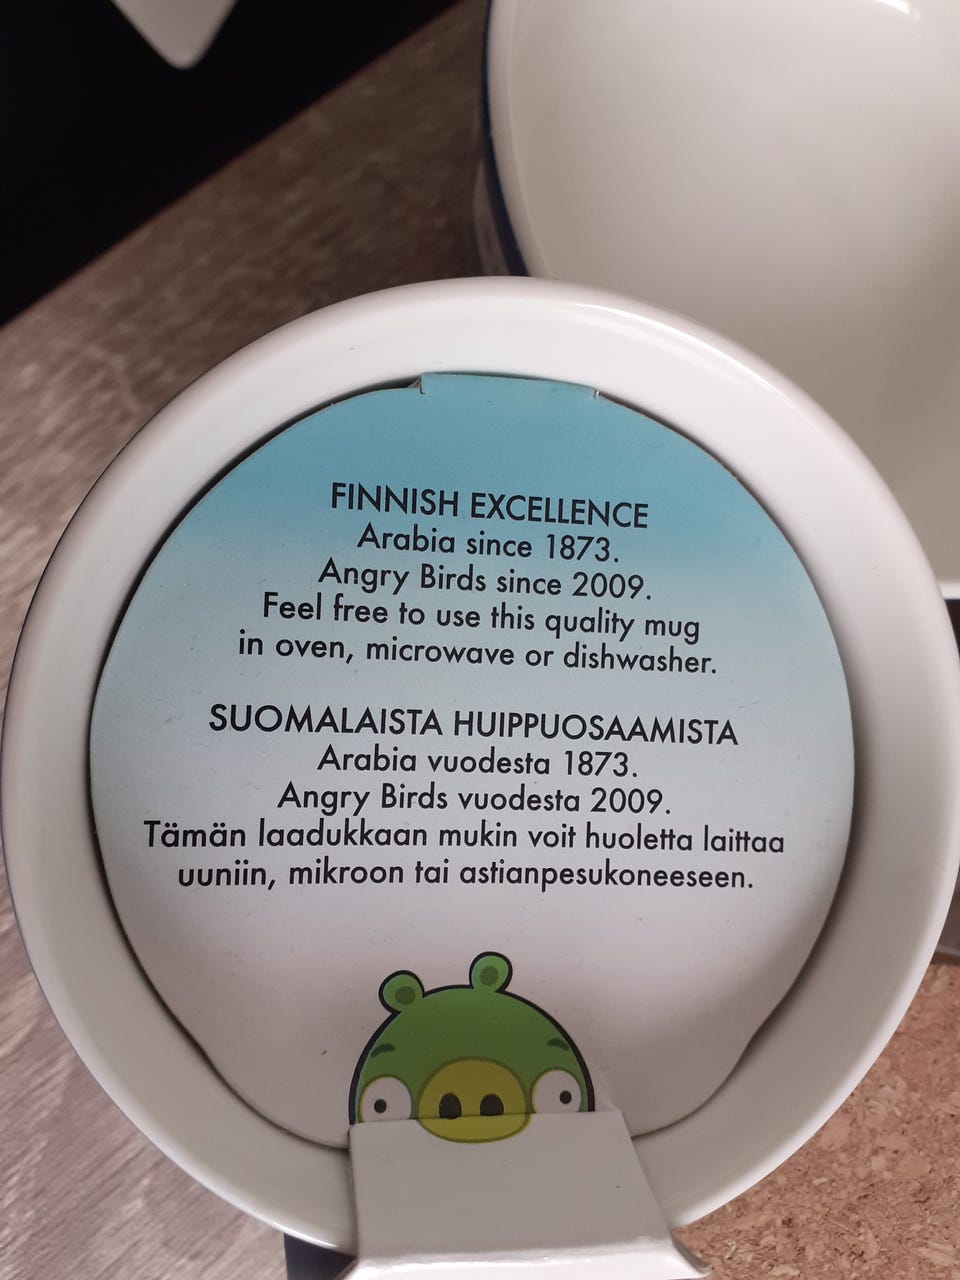 FINNISH EXCELLENCE
Arabia since 1873.
Angry Birds since 2009.
Feel free to use this quality mug
in oven, microwave or dishwasher.
SUOMALAISTA HUIPPUOSAAMISTA
Arabia vuodesta 1873.
Angry Birds vuodesta 2009.
Tämän laadukkaan mukin voit huoletta laittaa
uuniin, mikroon tai astianpesukoneeseen.